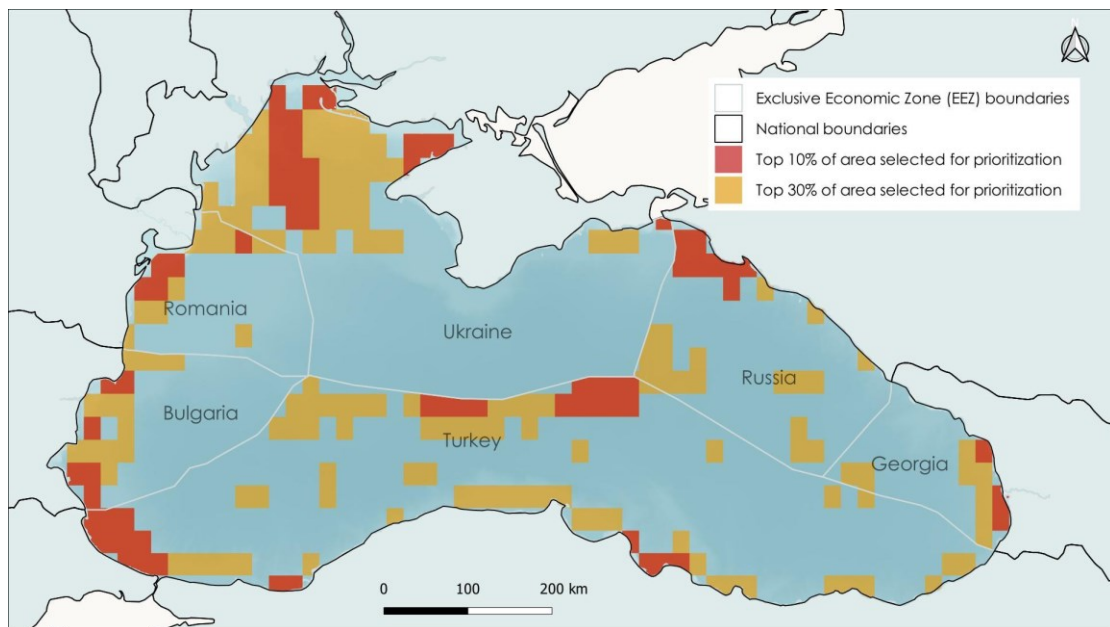 Exclusive Economic Zone (EEZ) boundaries
National boundaries
Top 10% of area selected for prioritization
Top 30% of area selected for prioritization
Romania
Ukraine
Russia
Bulgaria
Turkey
Georgia
0 100 200 km